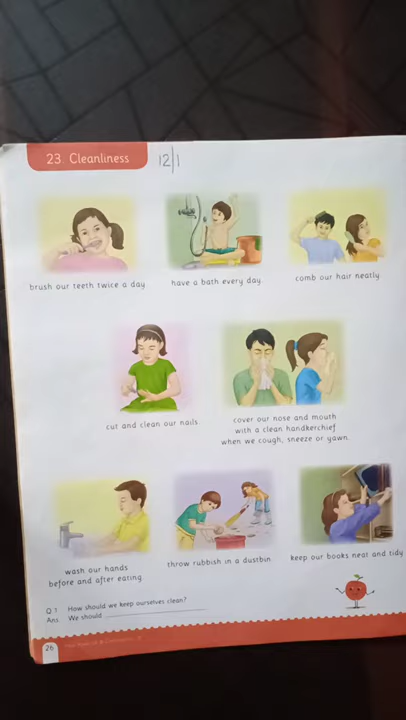 23. Cleanliness
12/1
brush our teeth twice a day.
have a bath every day.
comb our hair neatly.
cut and clean our nails.
cover our nose and mouth
with a clean handkerchief
when we cough, sneeze or yawn.
wash our hands
before and after eating.
throw rubbish in a dustbin.
keep our books neat and tidy
Q.1 How should we keep ourselves clean?
Ans. We should
26